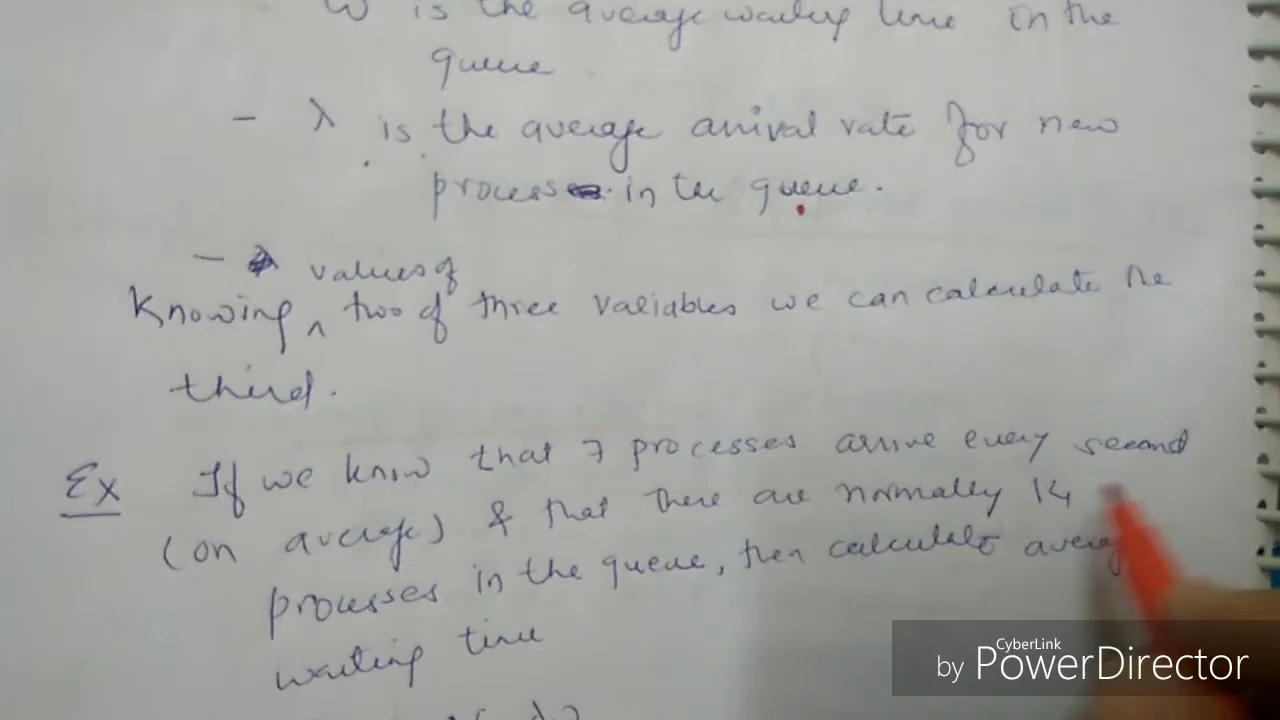 W is the average waiting time in the
queue
- λ is the average arrival rate for new
process in the queue.
- values of
Knowing ^ two of three variables we can calculate the
third.
Ex If we know that 7 processes arrive every second
(on average) & that there are normally 14
processes in the queue, then calculate averag
waiting time
CyberLink
by PowerDirector